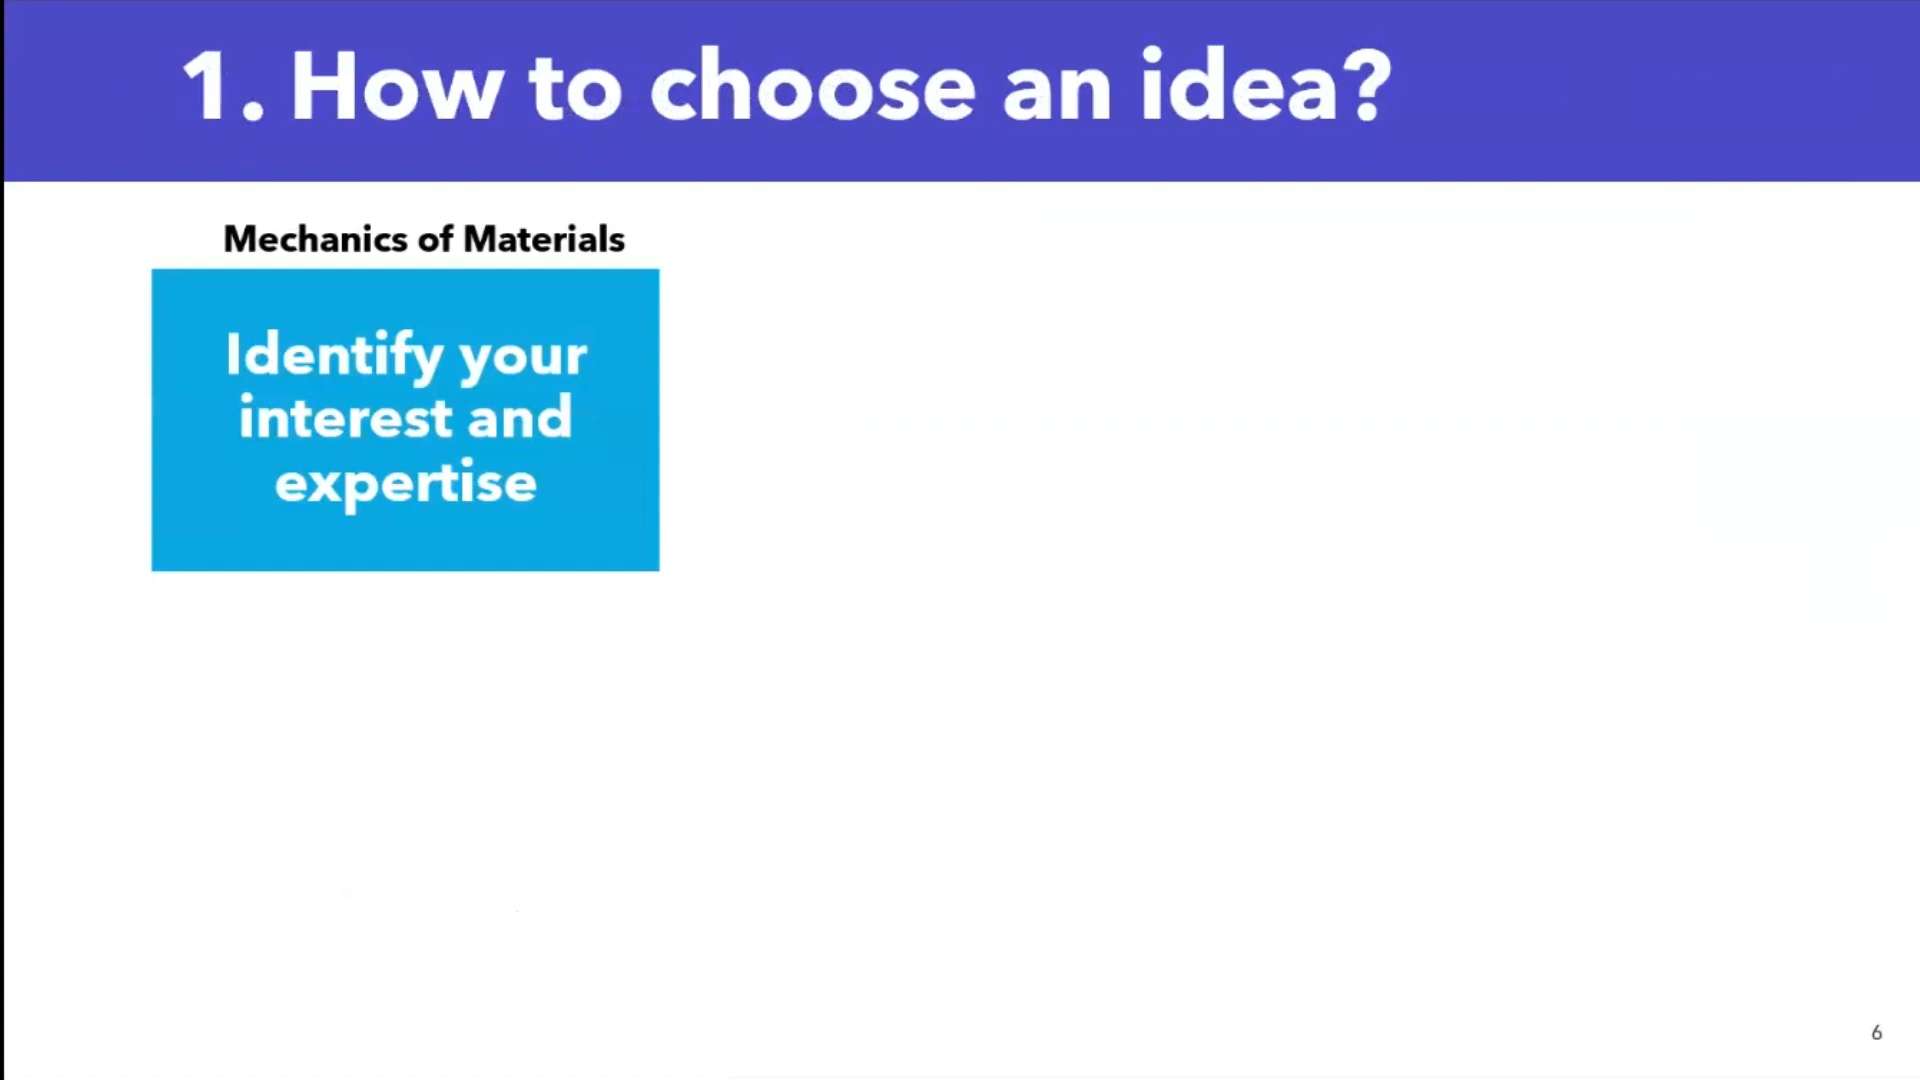 1. How to choose an idea?
Mechanics of Materials
Identify your
interest and
expertise
6